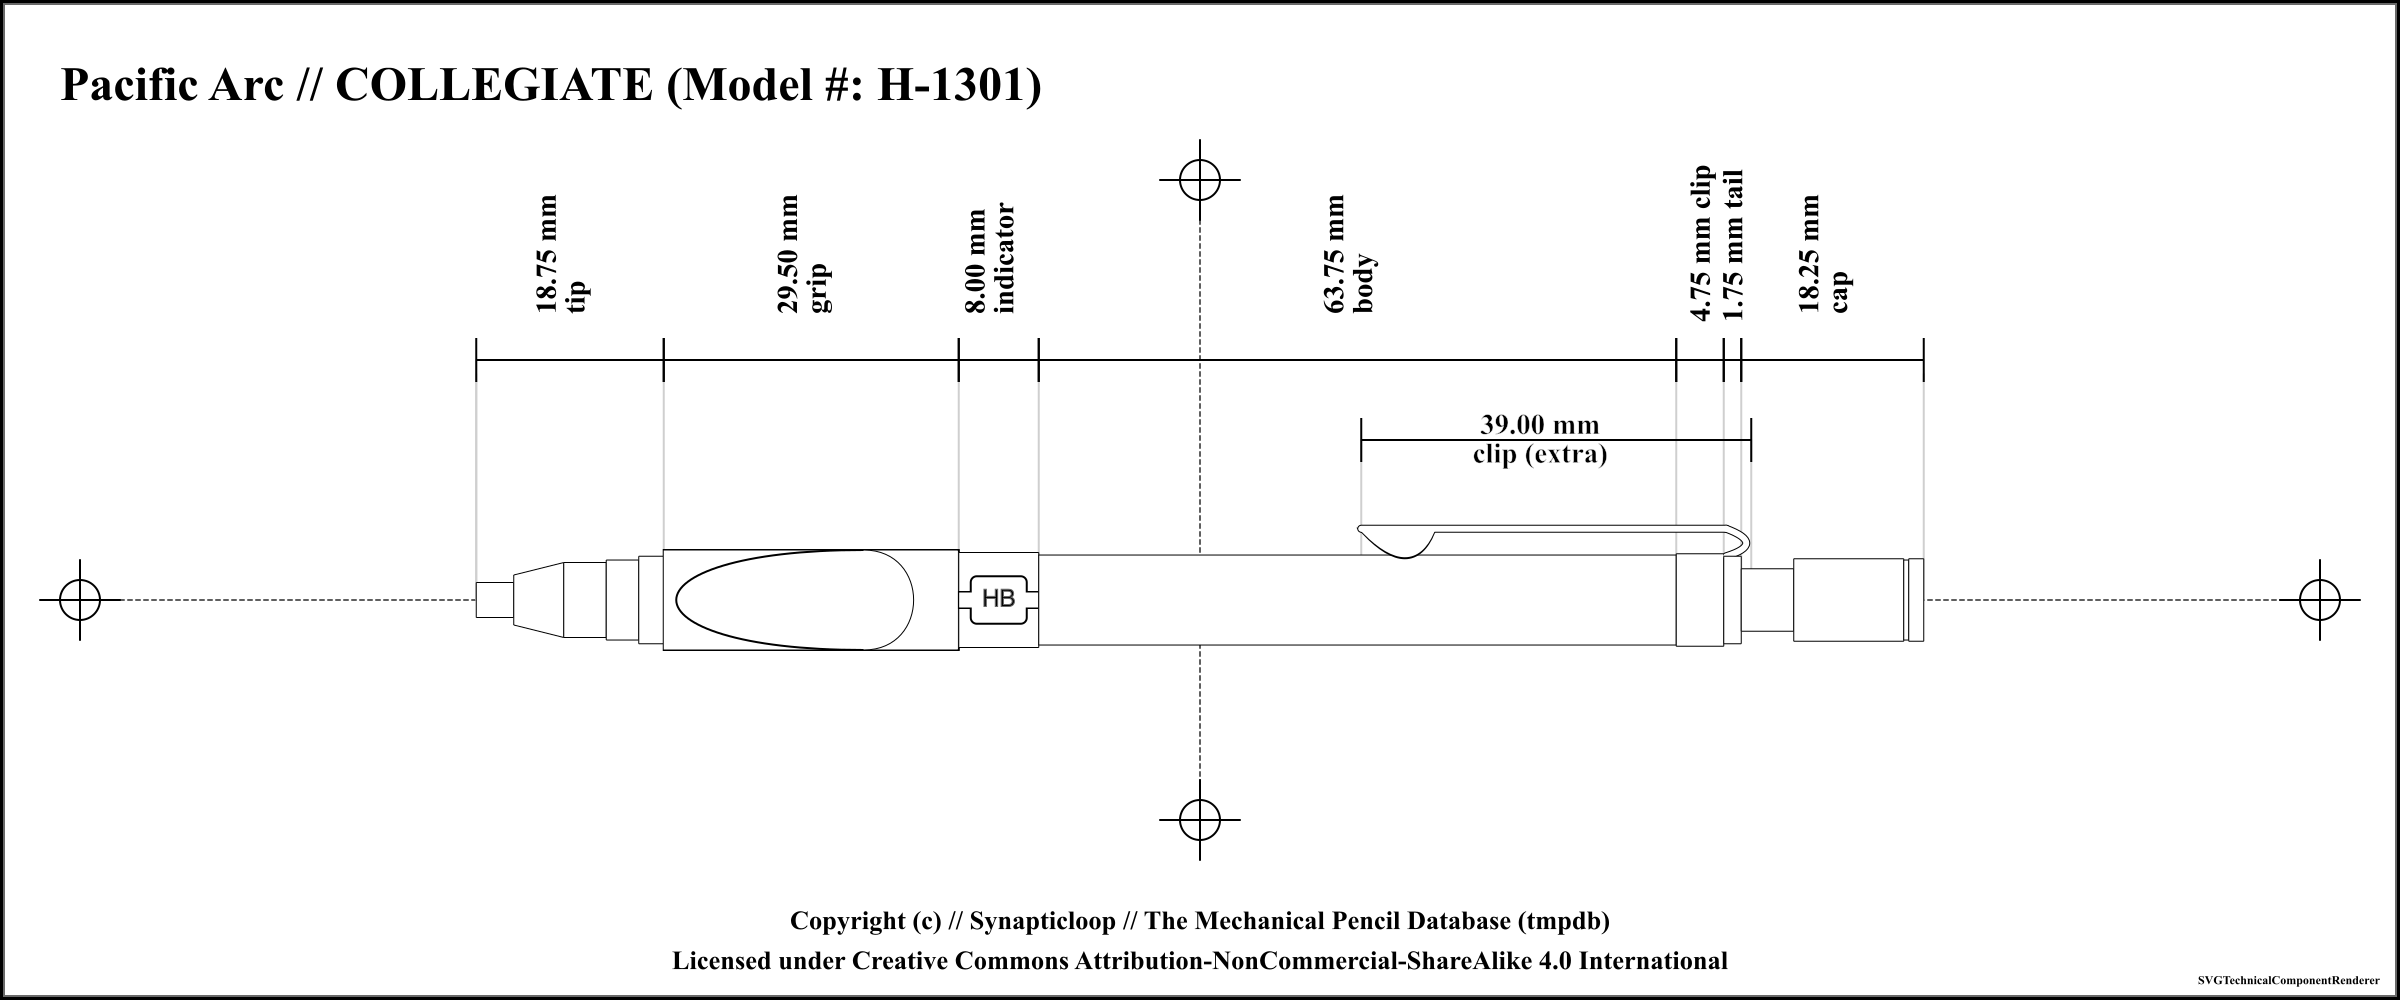 Pacific Arc // COLLEGIATE (Model #: H-1301)
18.75 mm
tip
29.50 mm
grip
8.00 mm
indicator
63.75 mm
body
4.75 mm clip
1.75 mm tail
18.25 mm
cap
39.00 mm
clip (extra)
HB
Copyright (c) // Synapticloop // The Mechanical Pencil Database (tmpdb)
Licensed under Creative Commons Attribution-NonCommercial-ShareAlike 4.0 International
SVGTechnicalComponentRenderer